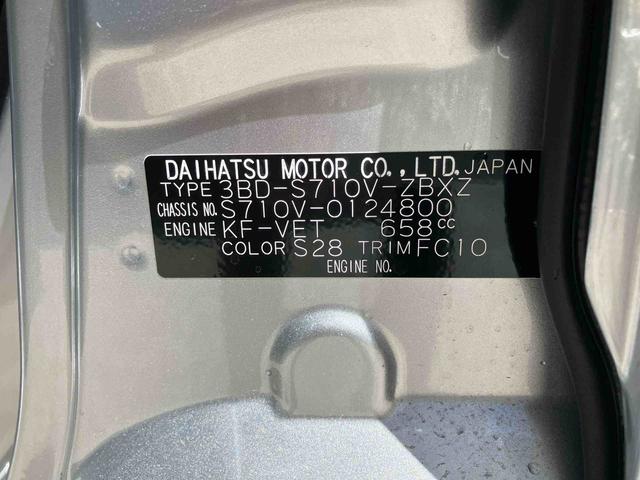 DAIHATSU MOTOR CO.,LTD. JAPAN
TYPE 3BD-S710V-ZBXZ
CHASSIS NO. S710V-0124800
ENGINE KF-VET 658cc
COLOR S28 TRIM FC10
ENGINE NO.